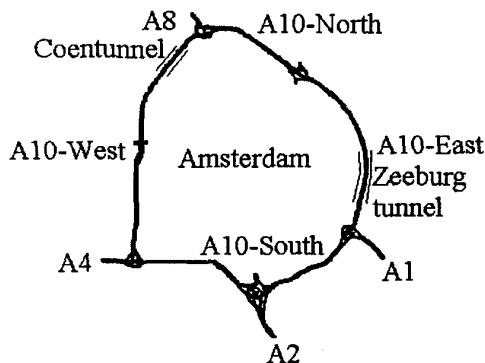 A8
A10-North
Coentunnel
A10-West
Amsterdam
A10-East
Zeeburg
tunnel
A10-South
A4
A1
A2